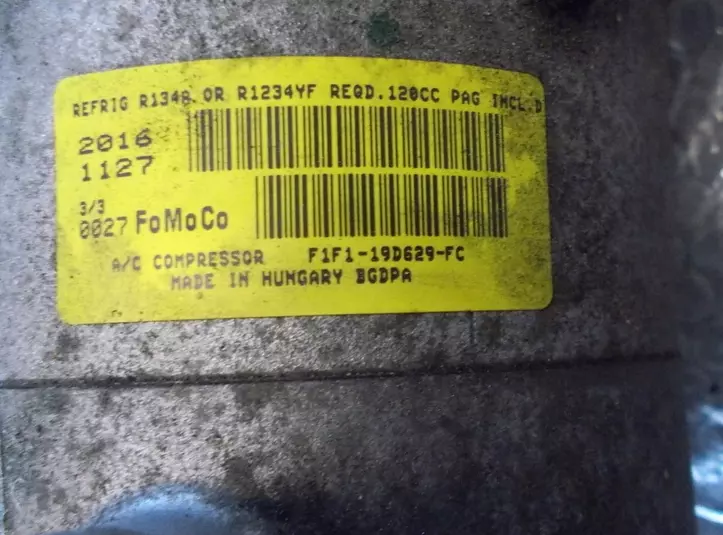 REFRIG R134a OR R1234YF REQD. 120CC PAG INCL.D
2016
1127
3/3
0027 FoMoCo
A/C COMPRESSOR F1F1-19D629-FC
MADE IN HUNGARY BGDPA